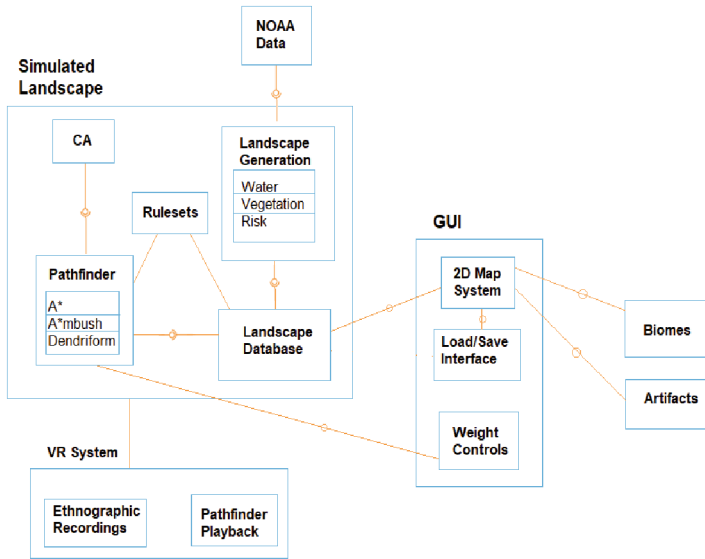 NOAA
Data
Simulated
Landscape
CA
Landscape
Generation
Water
Vegetation
Risk
Rulesets
GUI
Pathfinder
A*
A*mbush
Dendriform
2D Map
System
Landscape
Database
Load/Save
Interface
Biomes
Artifacts
Weight
Controls
VR System
Ethnographic
Recordings
Pathfinder
Playback